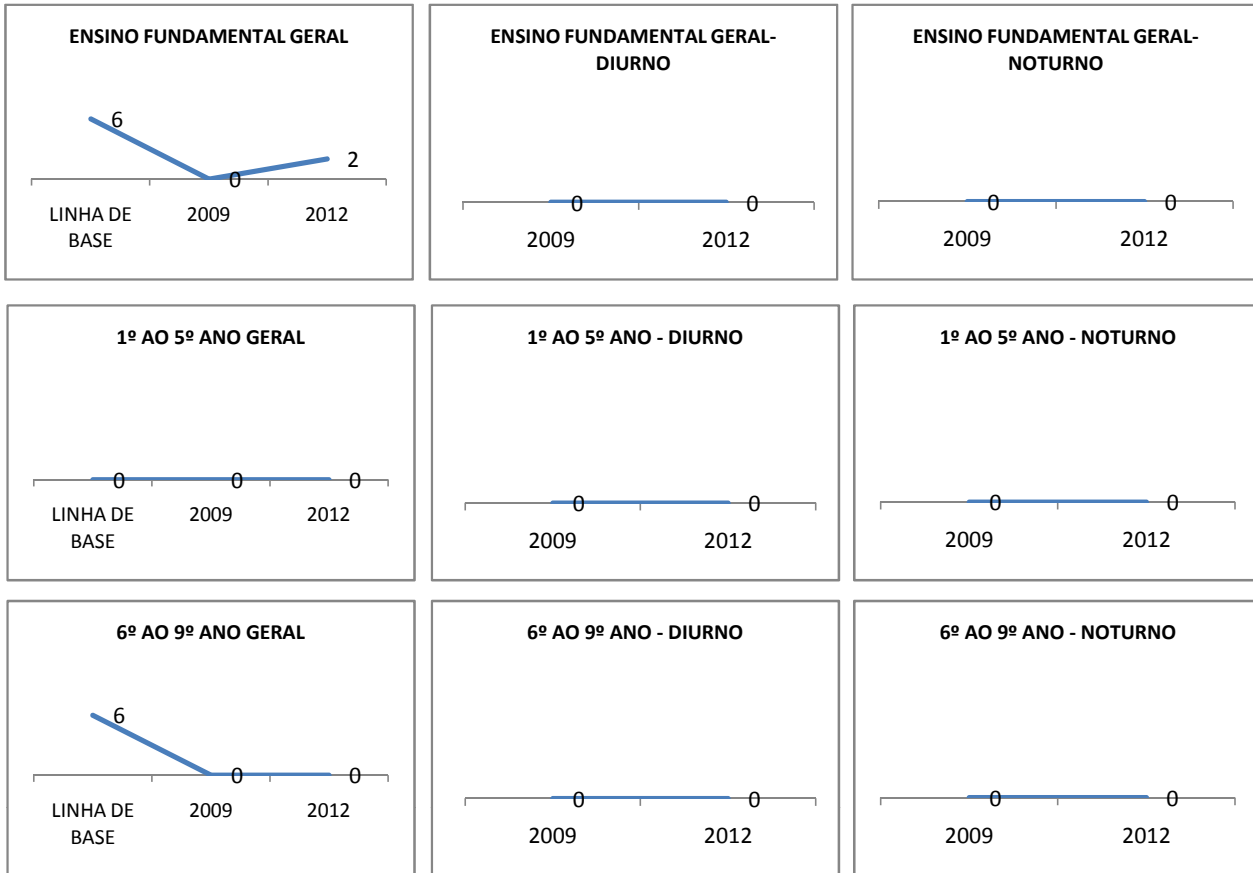 ENSINO FUNDAMENTAL GERAL
6
0
2
LINHA DE
BASE
2009
2012
ENSINO FUNDAMENTAL GERAL-
DIURNO
0
0
2009
2012
ENSINO FUNDAMENTAL GERAL-
NOTURNO
0
0
2009
2012
1º AO 5º ANO GERAL
0
0
0
LINHA DE
BASE
2009
2012
1º AO 5º ANO - DIURNO
0
0
2009
2012
1º AO 5º ANO - NOTURNO
0
0
2009
2012
6º AO 9º ANO GERAL
6
0
0
LINHA DE
BASE
2009
2012
6º AO 9º ANO - DIURNO
0
0
2009
2012
6º AO 9º ANO - NOTURNO
0
0
2009
2012